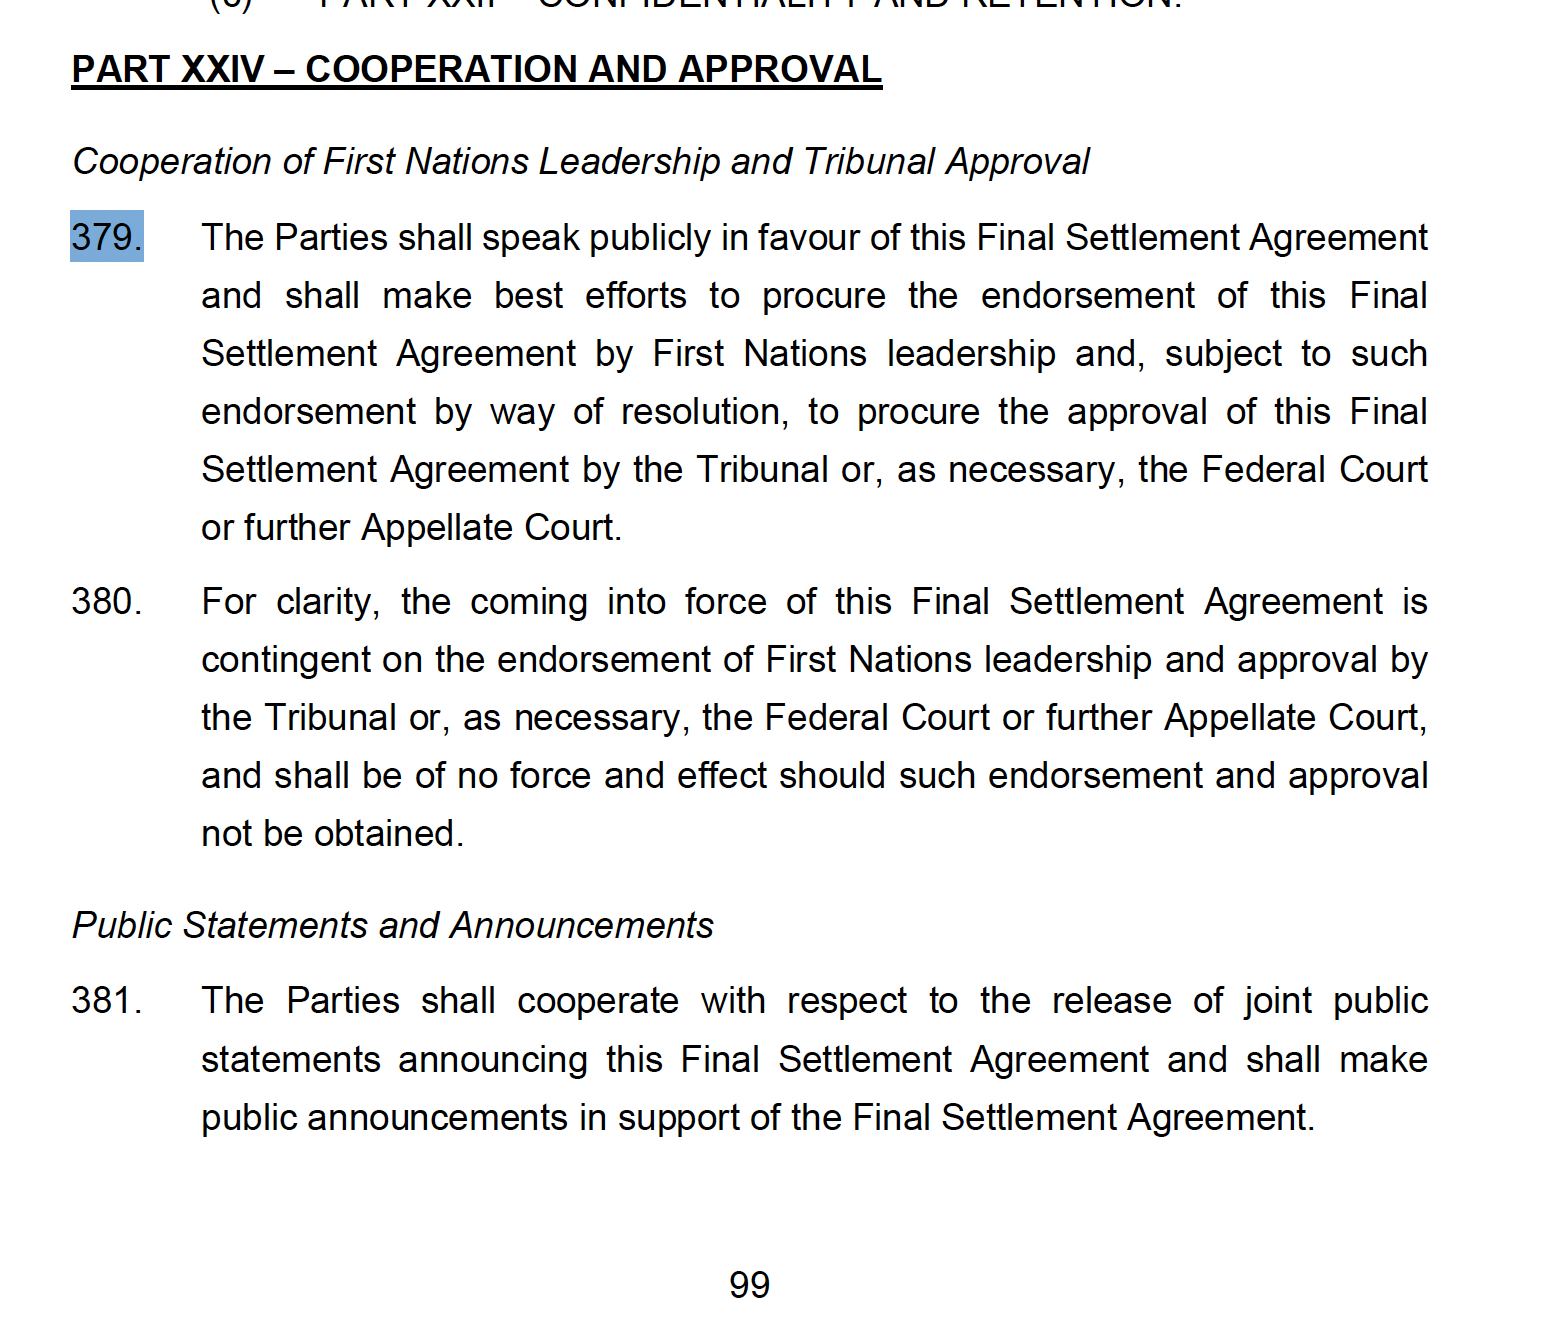 PART XXIV – COOPERATION AND APPROVAL
Cooperation of First Nations Leadership and Tribunal Approval
379. The Parties shall speak publicly in favour of this Final Settlement Agreement
and shall make best efforts to procure the endorsement of this Final
Settlement Agreement by First Nations leadership and, subject to such
endorsement by way of resolution, to procure the approval of this Final
Settlement Agreement by the Tribunal or, as necessary, the Federal Court
or further Appellate Court.
380. For clarity, the coming into force of this Final Settlement Agreement is
contingent on the endorsement of First Nations leadership and approval by
the Tribunal or, as necessary, the Federal Court or further Appellate Court,
and shall be of no force and effect should such endorsement and approval
not be obtained.
Public Statements and Announcements
381. The Parties shall cooperate with respect to the release of joint public
statements announcing this Final Settlement Agreement and shall make
public announcements in support of the Final Settlement Agreement.
99